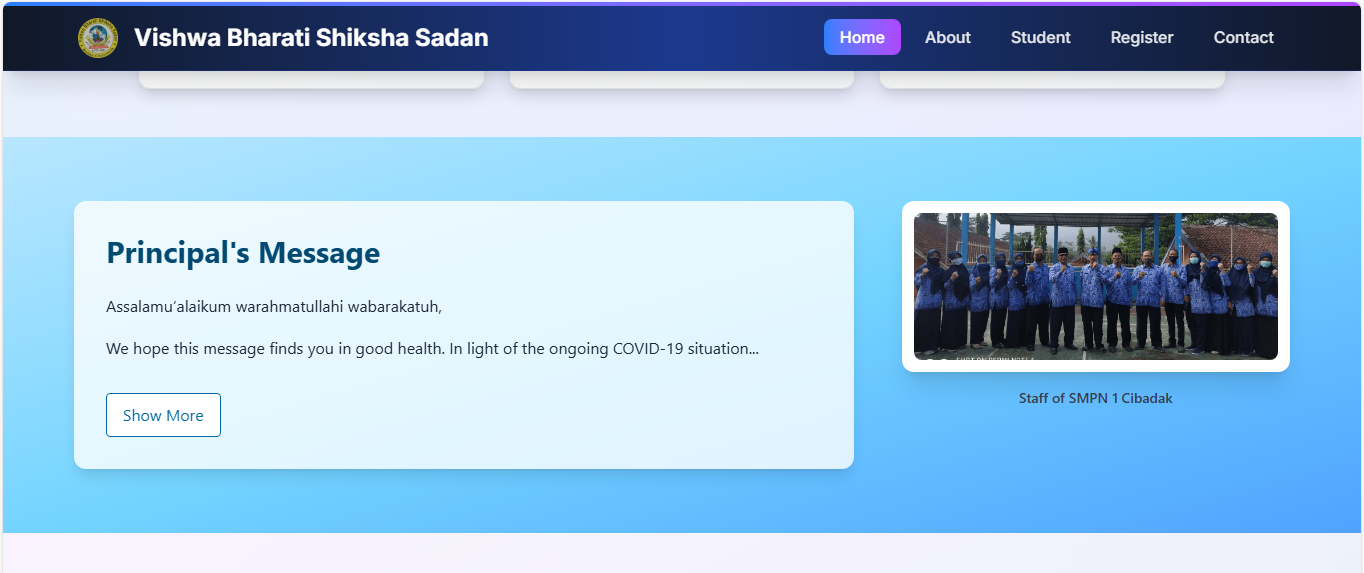 Vishwa Bharati Shiksha Sadan
Home
About
Student
Register
Contact
Principal's Message
Assalamu‘alaikum warahmatullahi wabarakatuh,
We hope this message finds you in good health. In light of the ongoing COVID-19 situation...
Show More
Staff of SMPN 1 Cibadak